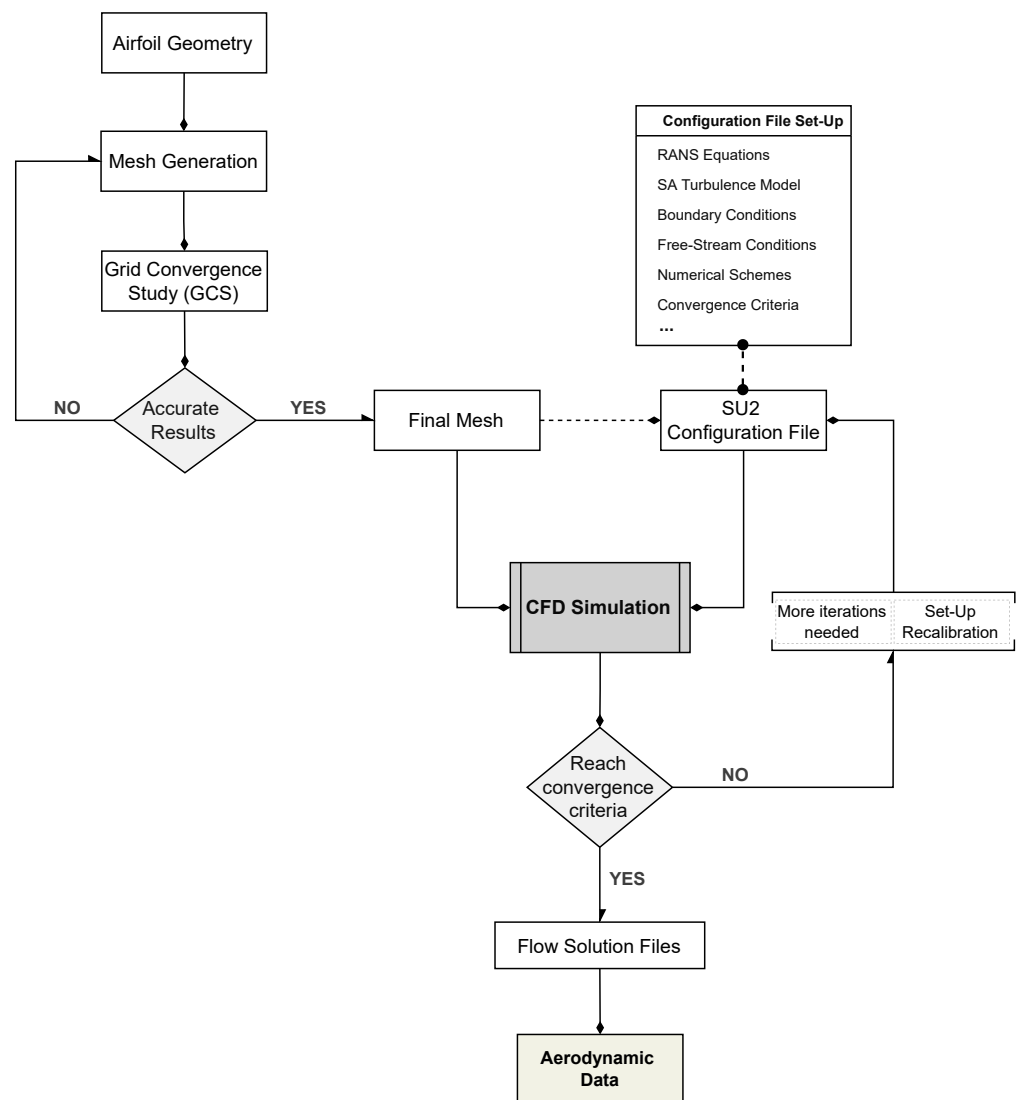 Airfoil Geometry
Mesh Generation
Grid Convergence
Study (GCS)
Accurate
Results
NO
YES
Final Mesh
Configuration File Set-Up
RANS Equations
SA Turbulence Model
Boundary Conditions
Free-Stream Conditions
Numerical Schemes
Convergence Criteria
...
SU2
Configuration File
CFD Simulation
More iterations
needed
Set-Up
Recalibration
Reach
convergence
criteria
NO
YES
Flow Solution Files
Aerodynamic
Data